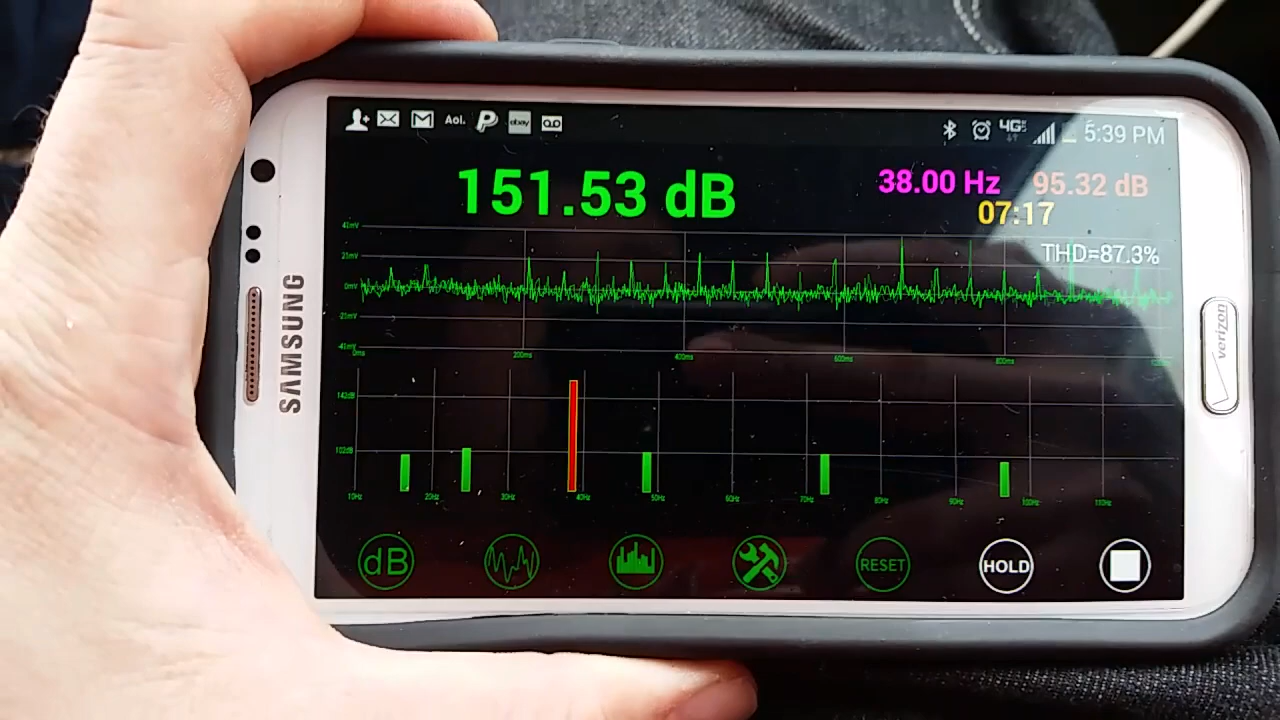 Aol.
ebay
4G
5:39 PM
151.53 dB
38.00 Hz
95.32 dB
07:17
THD=87.3%
42mV
21mV
0mV
-21mV
-41mV
0ms
200ms
400ms
600ms
800ms
142dB
102dB
10Hz
20Hz
30Hz
40Hz
50Hz
60Hz
70Hz
80Hz
90Hz
100Hz
110Hz
dB
RESET
HOLD
SAMSUNG
verizon